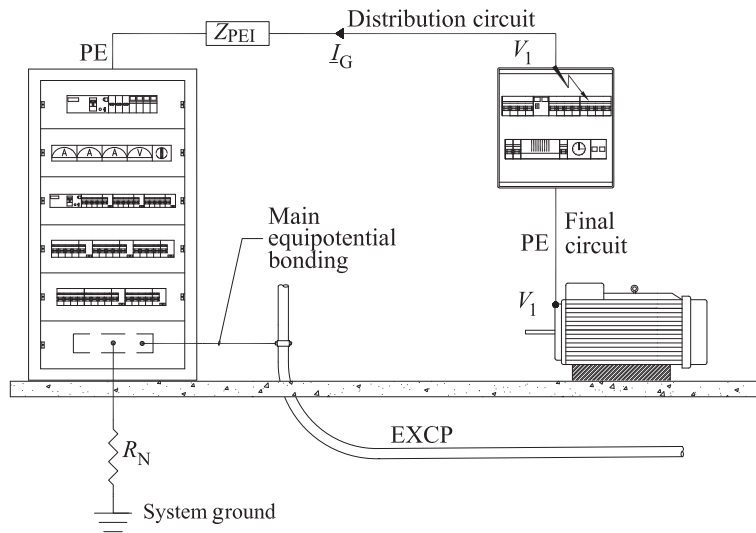 Distribution circuit
Z_PEI
PE
I_G
V_1
A A A V
Main
equipotential
bonding
PE
Final
circuit
V_1
EXCP
R_N
System ground